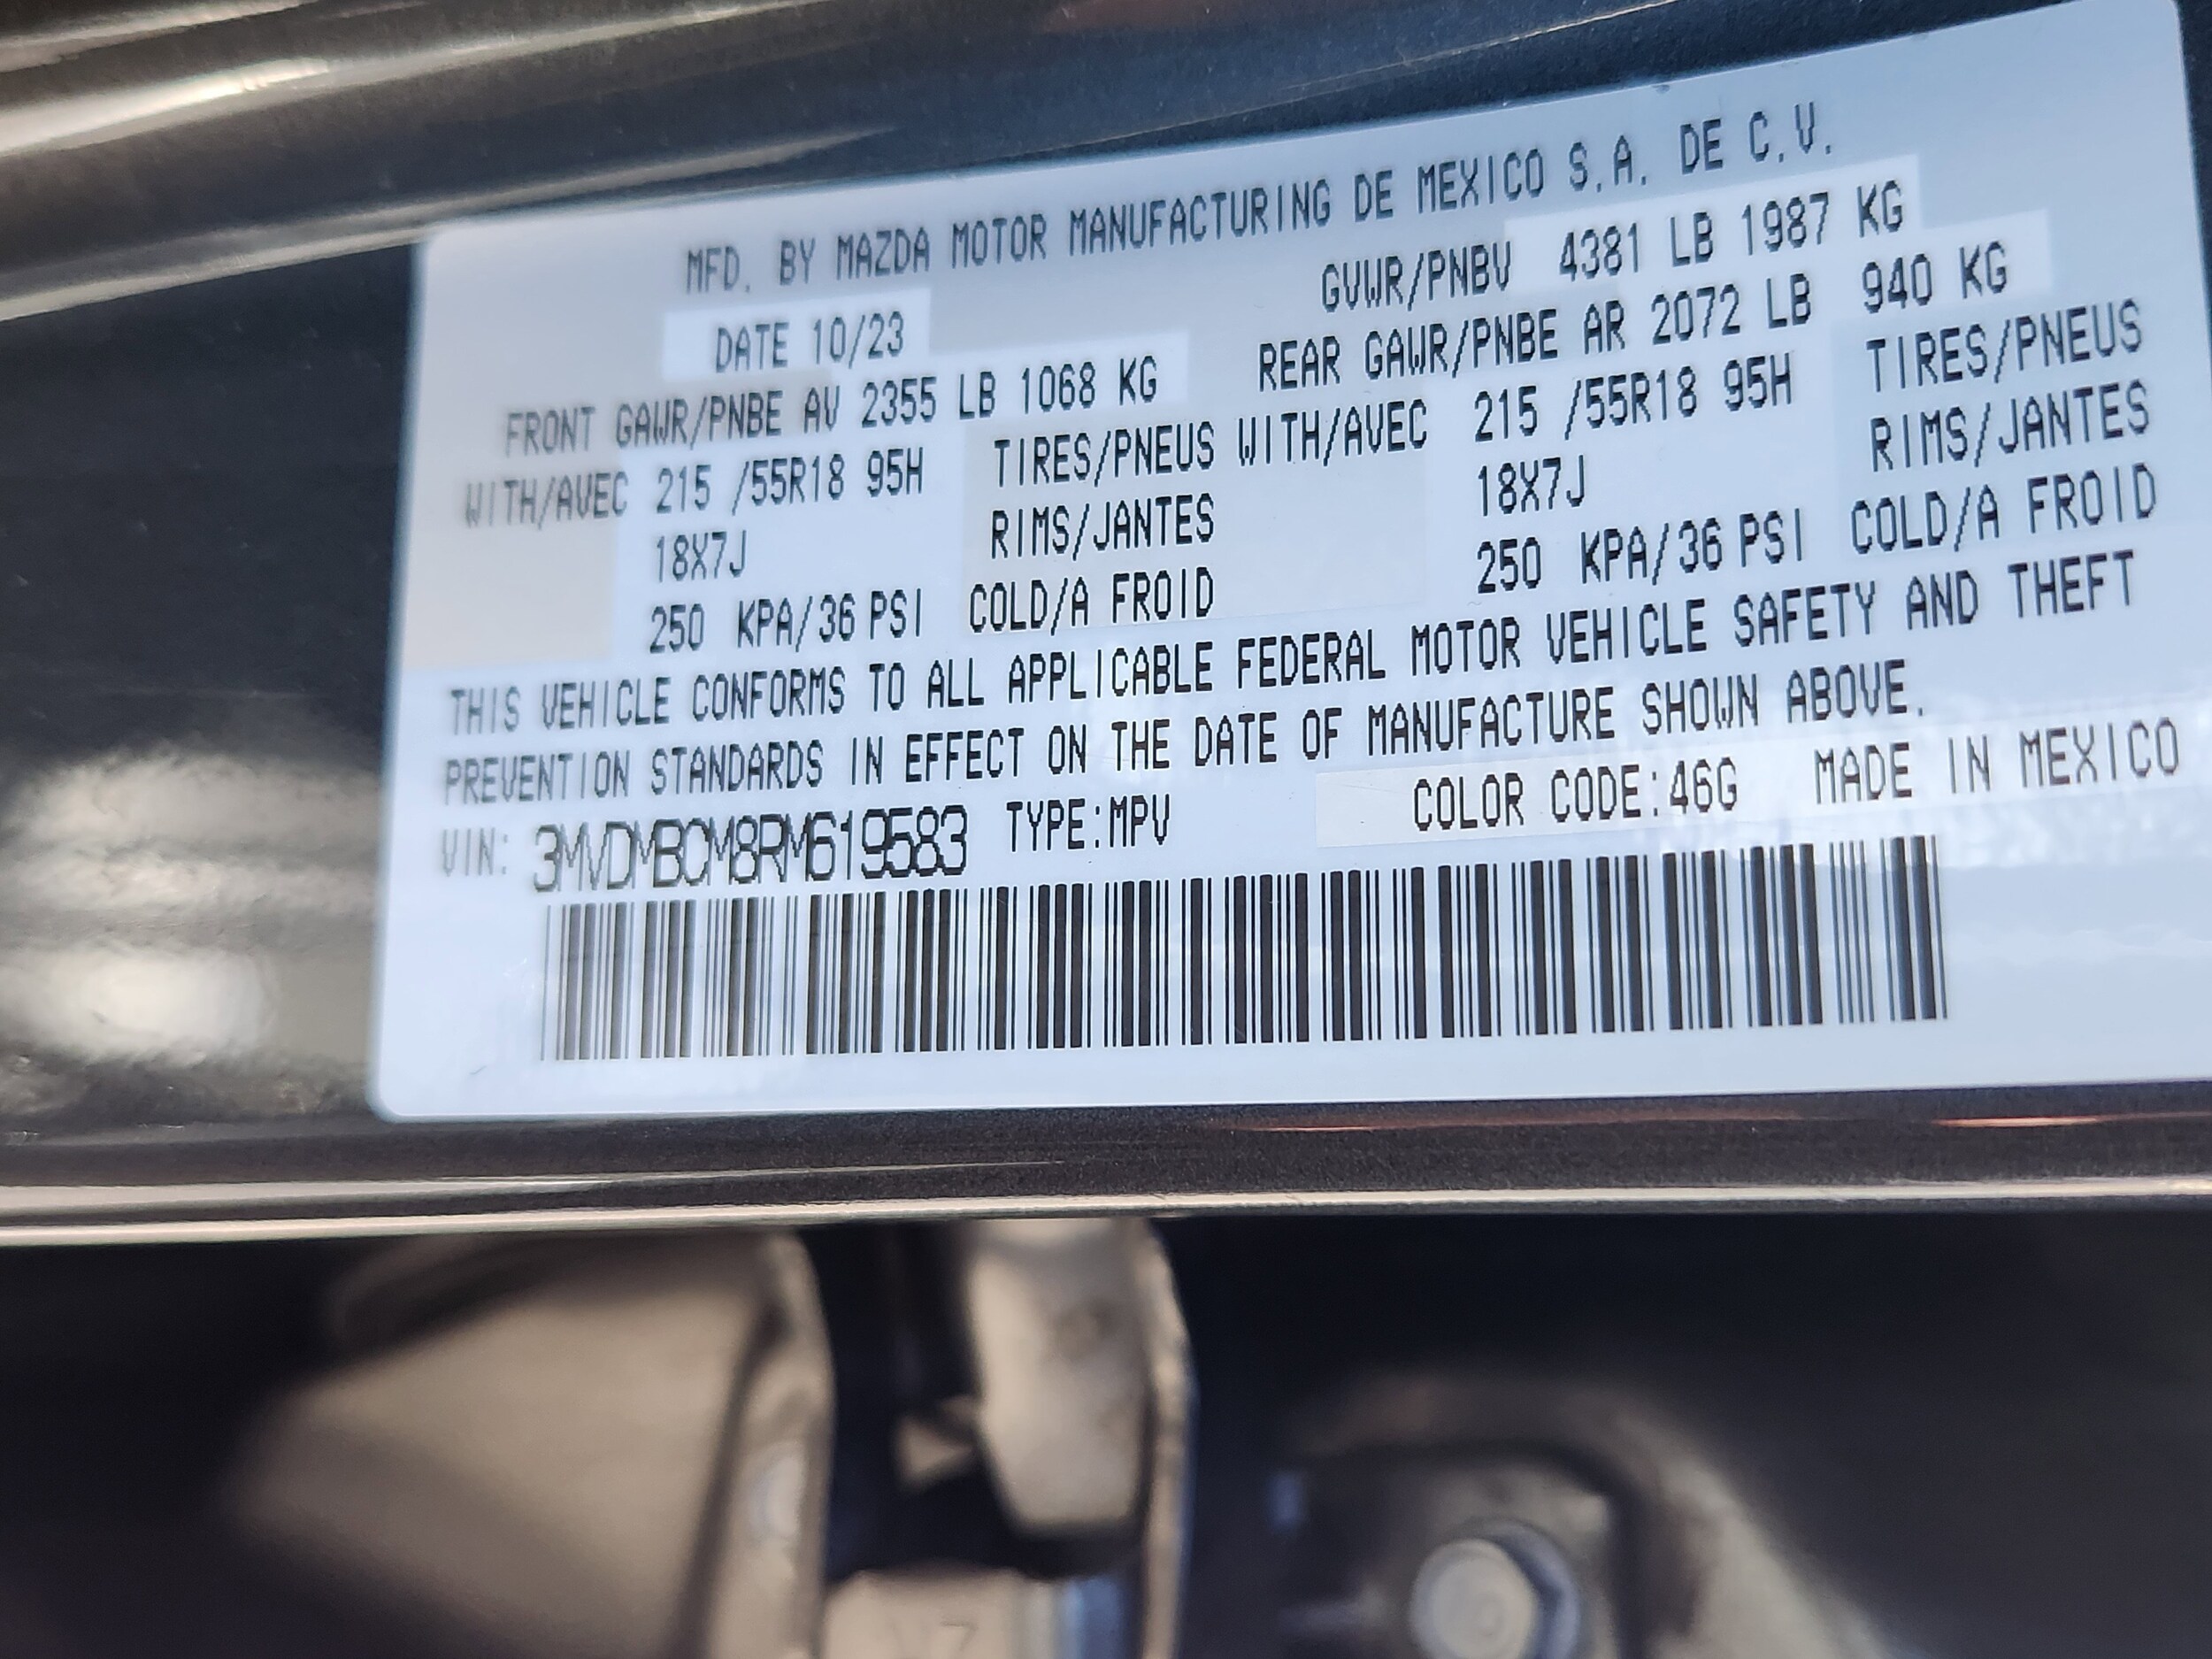 MFD. BY MAZDA MOTOR MANUFACTURING DE MEXICO S.A. DE C.V.
DATE 10/23 GVWR/PNBV 4381 LB 1987 KG
FRONT GAWR/PNBE AV 2355 LB 1068 KG REAR GAWR/PNBE AR 2072 LB 940 KG
WITH/AVEC 215 /55R18 95H TIRES/PNEUS WITH/AVEC 215 /55R18 95H TIRES/PNEUS
18X7J RIMS/JANTES 18X7J RIMS/JANTES
250 KPA/36 PSI COLD/A FROID 250 KPA/36 PSI COLD/A FROID
THIS VEHICLE CONFORMS TO ALL APPLICABLE FEDERAL MOTOR VEHICLE SAFETY AND THEFT
PREVENTION STANDARDS IN EFFECT ON THE DATE OF MANUFACTURE SHOWN ABOVE.
VIN: 3MVDMBCM8RM619583 TYPE:MPV COLOR CODE:46G MADE IN MEXICO